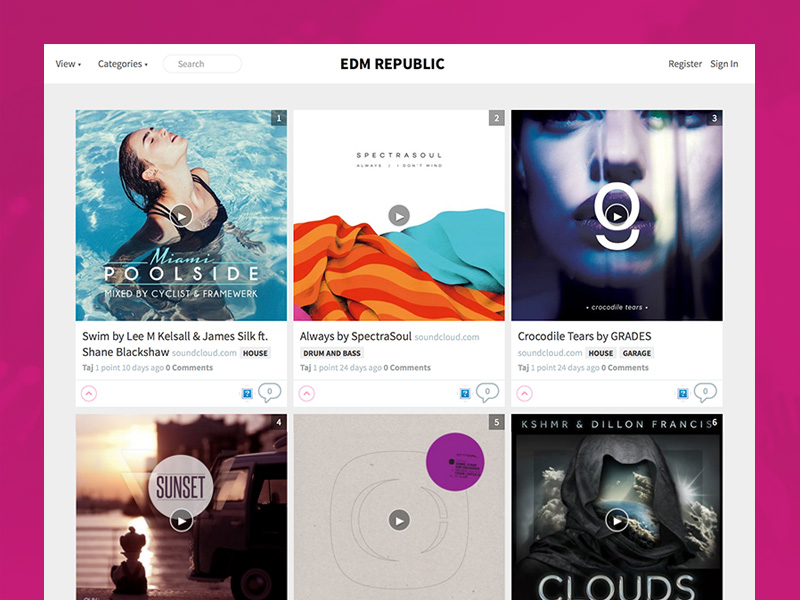 View ▾ Categories ▾ Search EDM REPUBLIC Register Sign In
1
Miami
POOLSIDE
MIXED BY CYCLIST & FRAMEWERK
Swim by Lee M Kelsall & James Silk ft.
Shane Blackshaw soundcloud.com HOUSE
Taj 1 point 10 days ago 0 Comments
? 0
2
SPECTRASOUL
ALWAYS / I DON'T MIND
Always by SpectraSoul soundcloud.com
DRUM AND BASS
Taj 1 point 24 days ago 0 Comments
? 0
3
g
• crocodile tears •
Crocodile Tears by GRADES
soundcloud.com HOUSE GARAGE
Taj 1 point 24 days ago 0 Comments
? 0
4
SUNSET
5
KSHMR & DILLON FRANCIS 6
CLOUDS